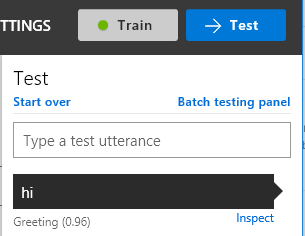 TTINGS Train Test
Test
Start over Batch testing panel
Type a test utterance
hi
Greeting (0.96) Inspect